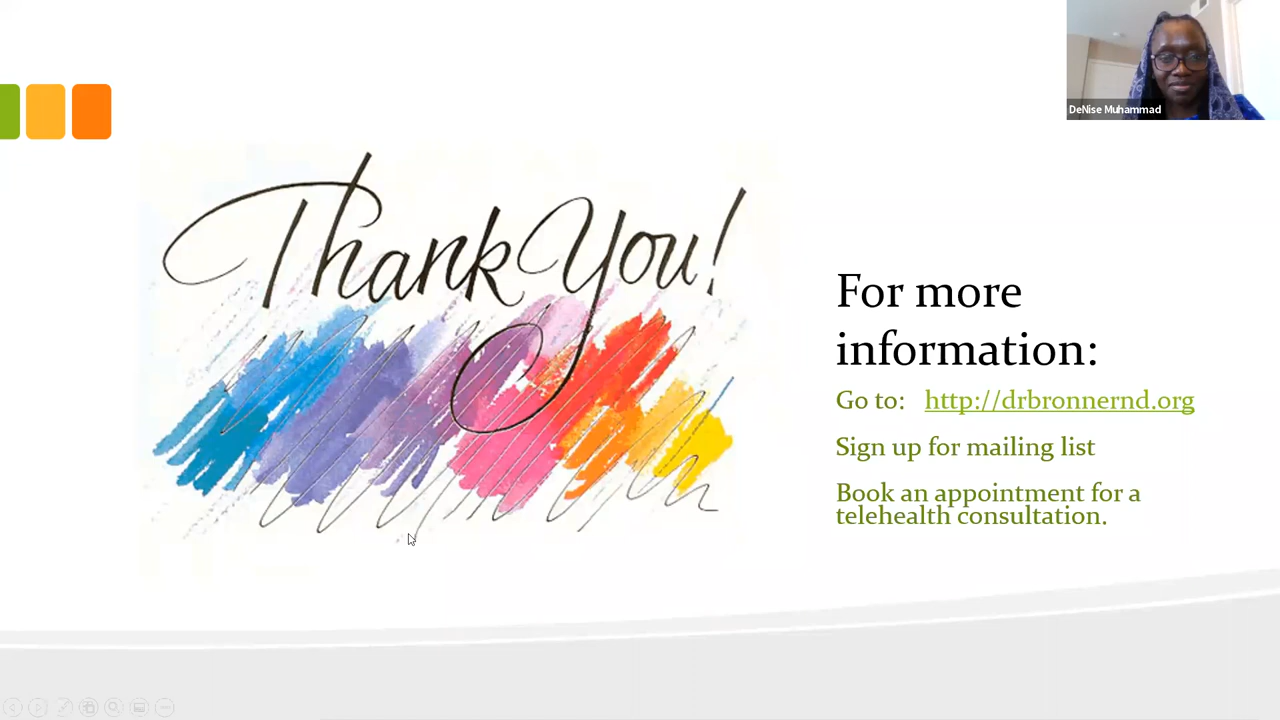 DeNise Muhammad
Thank You!
For more
information:
Go to: http://drbronnernd.org
Sign up for mailing list
Book an appointment for a
telehealth consultation.